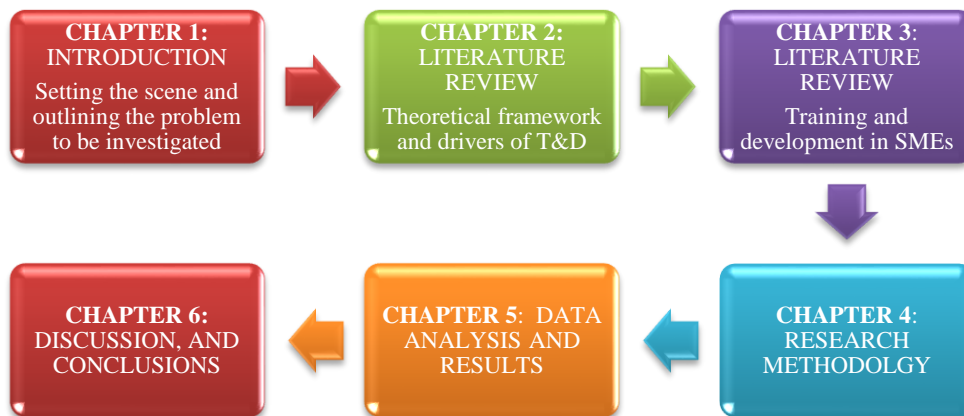 CHAPTER 1:
INTRODUCTION
Setting the scene and
outlining the problem
to be investigated
CHAPTER 2:
LITERATURE
REVIEW
Theoretical framework
and drivers of T&D
CHAPTER 3:
LITERATURE
REVIEW
Training and
development in SMEs
CHAPTER 4:
RESEARCH
METHODOLGY
CHAPTER 5:  DATA
ANALYSIS AND
RESULTS
CHAPTER 6:
DISCUSSION, AND
CONCLUSIONS